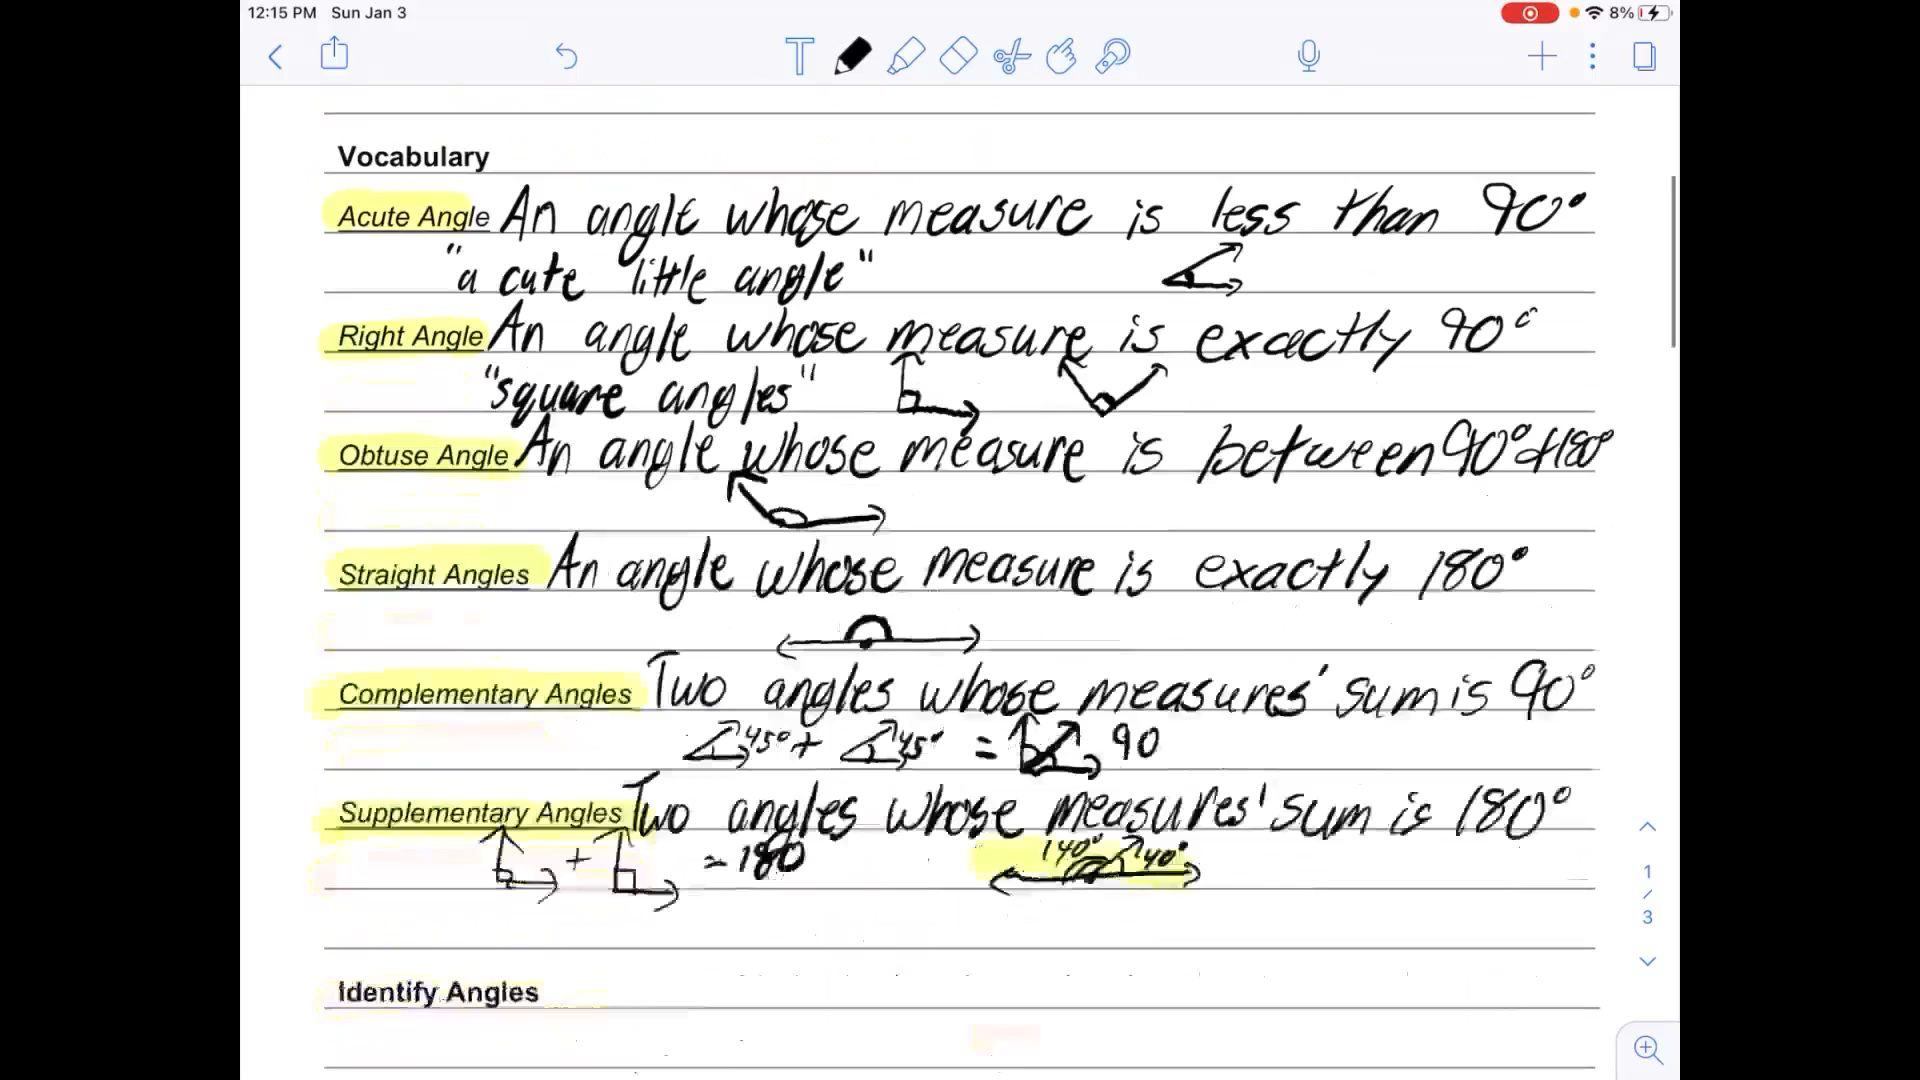 12:15 PM Sun Jan 3 8%
Vocabulary
Acute Angle An angle whose measure is less than 90°
"a cute little angle"
Right Angle An angle whose measure is exactly 90°
"square angles"
Obtuse Angle An angle whose measure is between 90° + 180°
Straight Angles An angle whose measure is exactly 180°
Complementary Angles Two angles whose measures' sum is 90°
45° + 45° = 90
Supplementary Angles Two angles whose measures' sum is 180°
+ = 180 140° 40°
1
/
3
Identify Angles